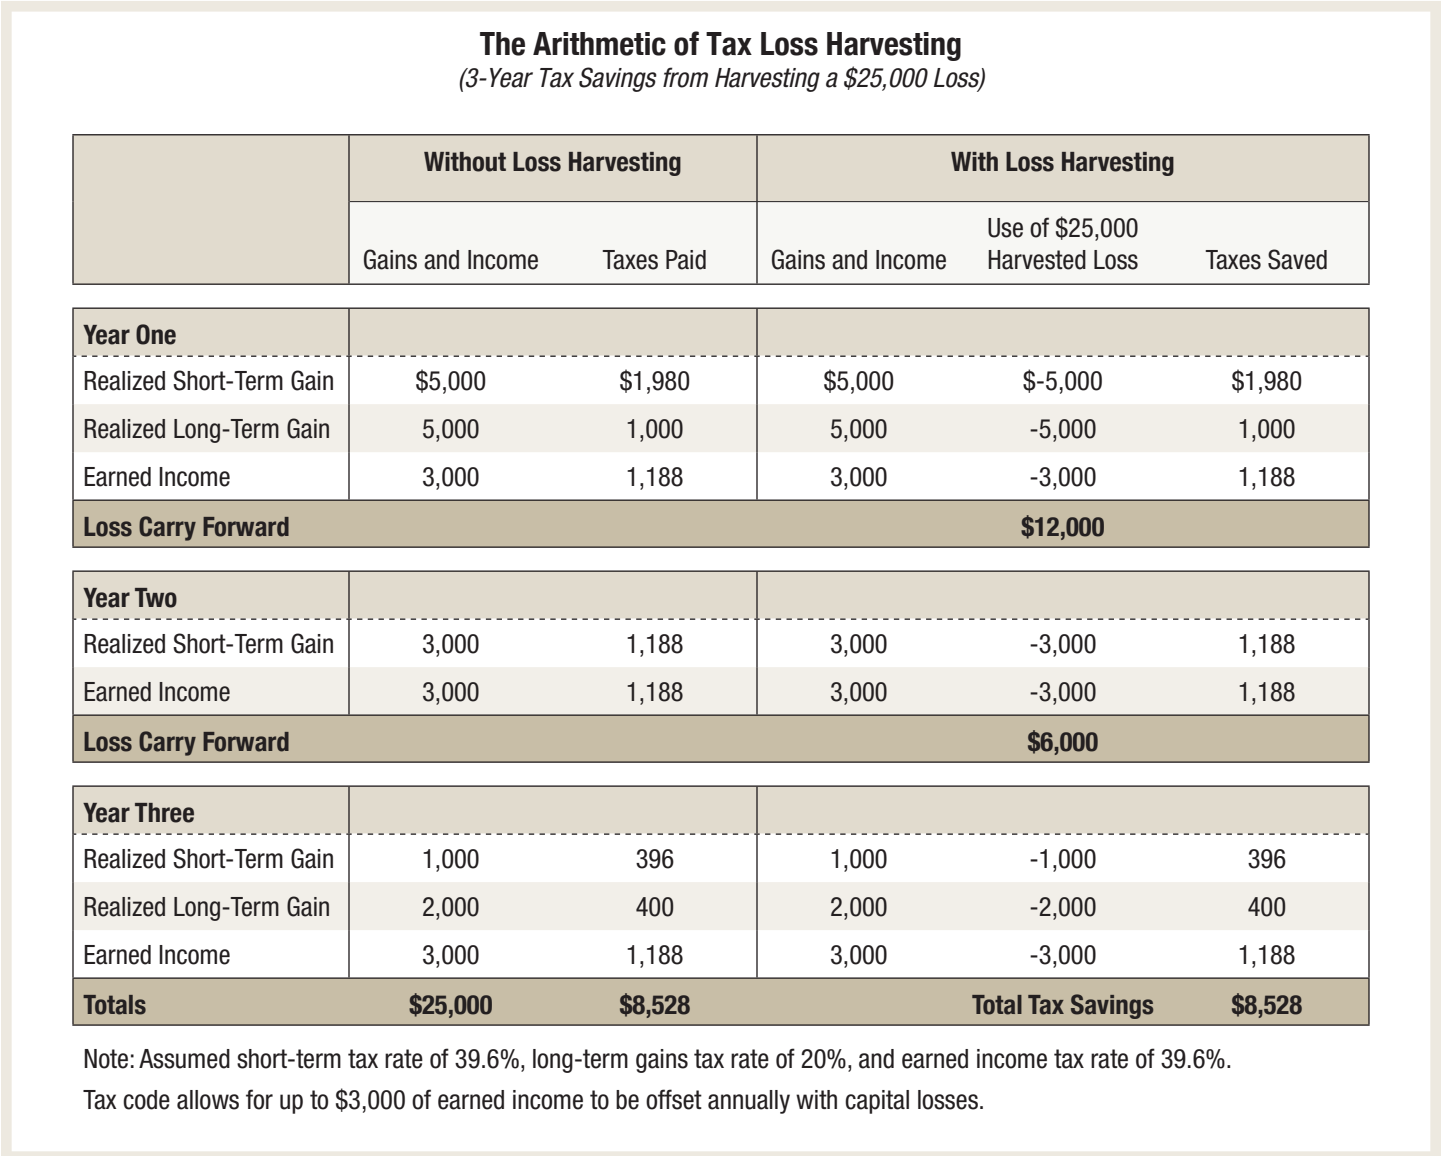 The Arithmetic of Tax Loss Harvesting
(3-Year Tax Savings from Harvesting a $25,000 Loss)
Without Loss Harvesting With Loss Harvesting
Use of $25,000
Gains and Income Taxes Paid Gains and Income Harvested Loss Taxes Saved
Year One
Realized Short-Term Gain $5,000 $1,980 $5,000 $-5,000 $1,980
Realized Long-Term Gain 5,000 1,000 5,000 -5,000 1,000
Earned Income 3,000 1,188 3,000 -3,000 1,188
Loss Carry Forward $12,000
Year Two
Realized Short-Term Gain 3,000 1,188 3,000 -3,000 1,188
Earned Income 3,000 1,188 3,000 -3,000 1,188
Loss Carry Forward $6,000
Year Three
Realized Short-Term Gain 1,000 396 1,000 -1,000 396
Realized Long-Term Gain 2,000 400 2,000 -2,000 400
Earned Income 3,000 1,188 3,000 -3,000 1,188
Totals $25,000 $8,528 Total Tax Savings $8,528
Note: Assumed short-term tax rate of 39.6%, long-term gains tax rate of 20%, and earned income tax rate of 39.6%.
Tax code allows for up to $3,000 of earned income to be offset annually with capital losses.